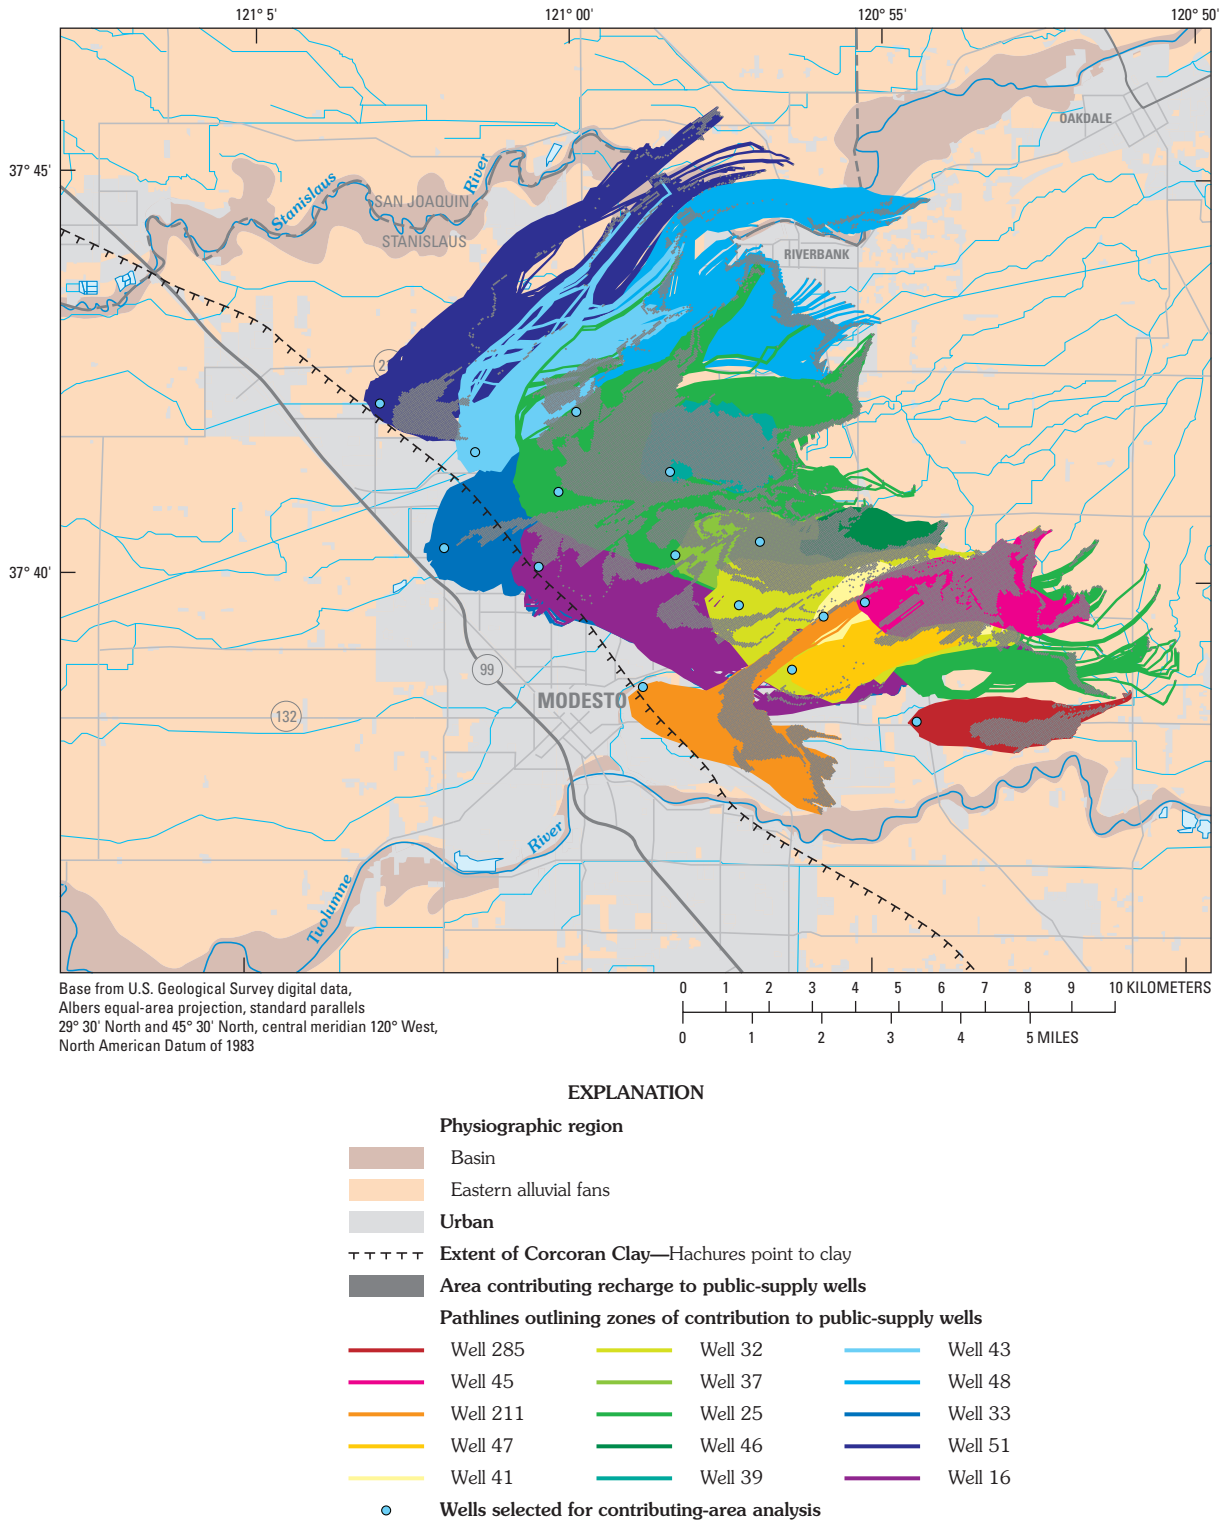 121° 5'
121° 00'
120° 55'
120° 50'
OAKDALE
37° 45'
River
Stanislaus
SAN JOAQUIN
STANISLAUS
RIVERBANK
37° 40'
99
MODESTO
132
River
Tuolumne
Base from U.S. Geological Survey digital data,
Albers equal-area projection, standard parallels
29° 30' North and 45° 30' North, central meridian 120° West,
North American Datum of 1983
0 1 2 3 4 5 6 7 8 9 10 KILOMETERS
0 1 2 3 4 5 MILES
EXPLANATION
Physiographic region
Basin
Eastern alluvial fans
Urban
Extent of Corcoran Clay—Hachures point to clay
Area contributing recharge to public-supply wells
Pathlines outlining zones of contribution to public-supply wells
Well 285 Well 32 Well 43
Well 45 Well 37 Well 48
Well 211 Well 25 Well 33
Well 47 Well 46 Well 51
Well 41 Well 39 Well 16
Wells selected for contributing-area analysis